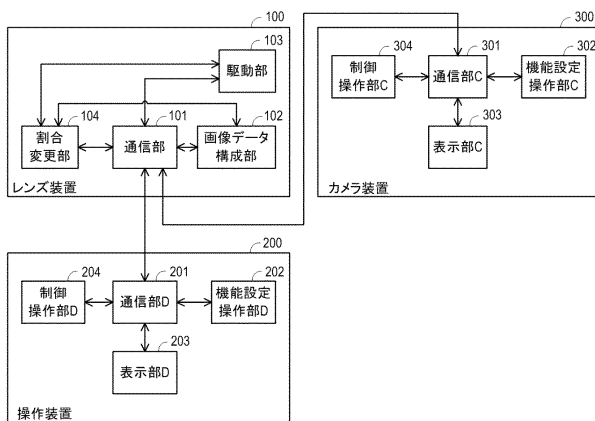 100
103
駆動部
104
割合
変更部
101
通信部
102
画像データ
構成部
レンズ装置
300
304
制御
操作部C
301
通信部C
302
機能設定
操作部C
303
表示部C
カメラ装置
200
204
制御
操作部D
201
通信部D
202
機能設定
操作部D
203
表示部D
操作装置